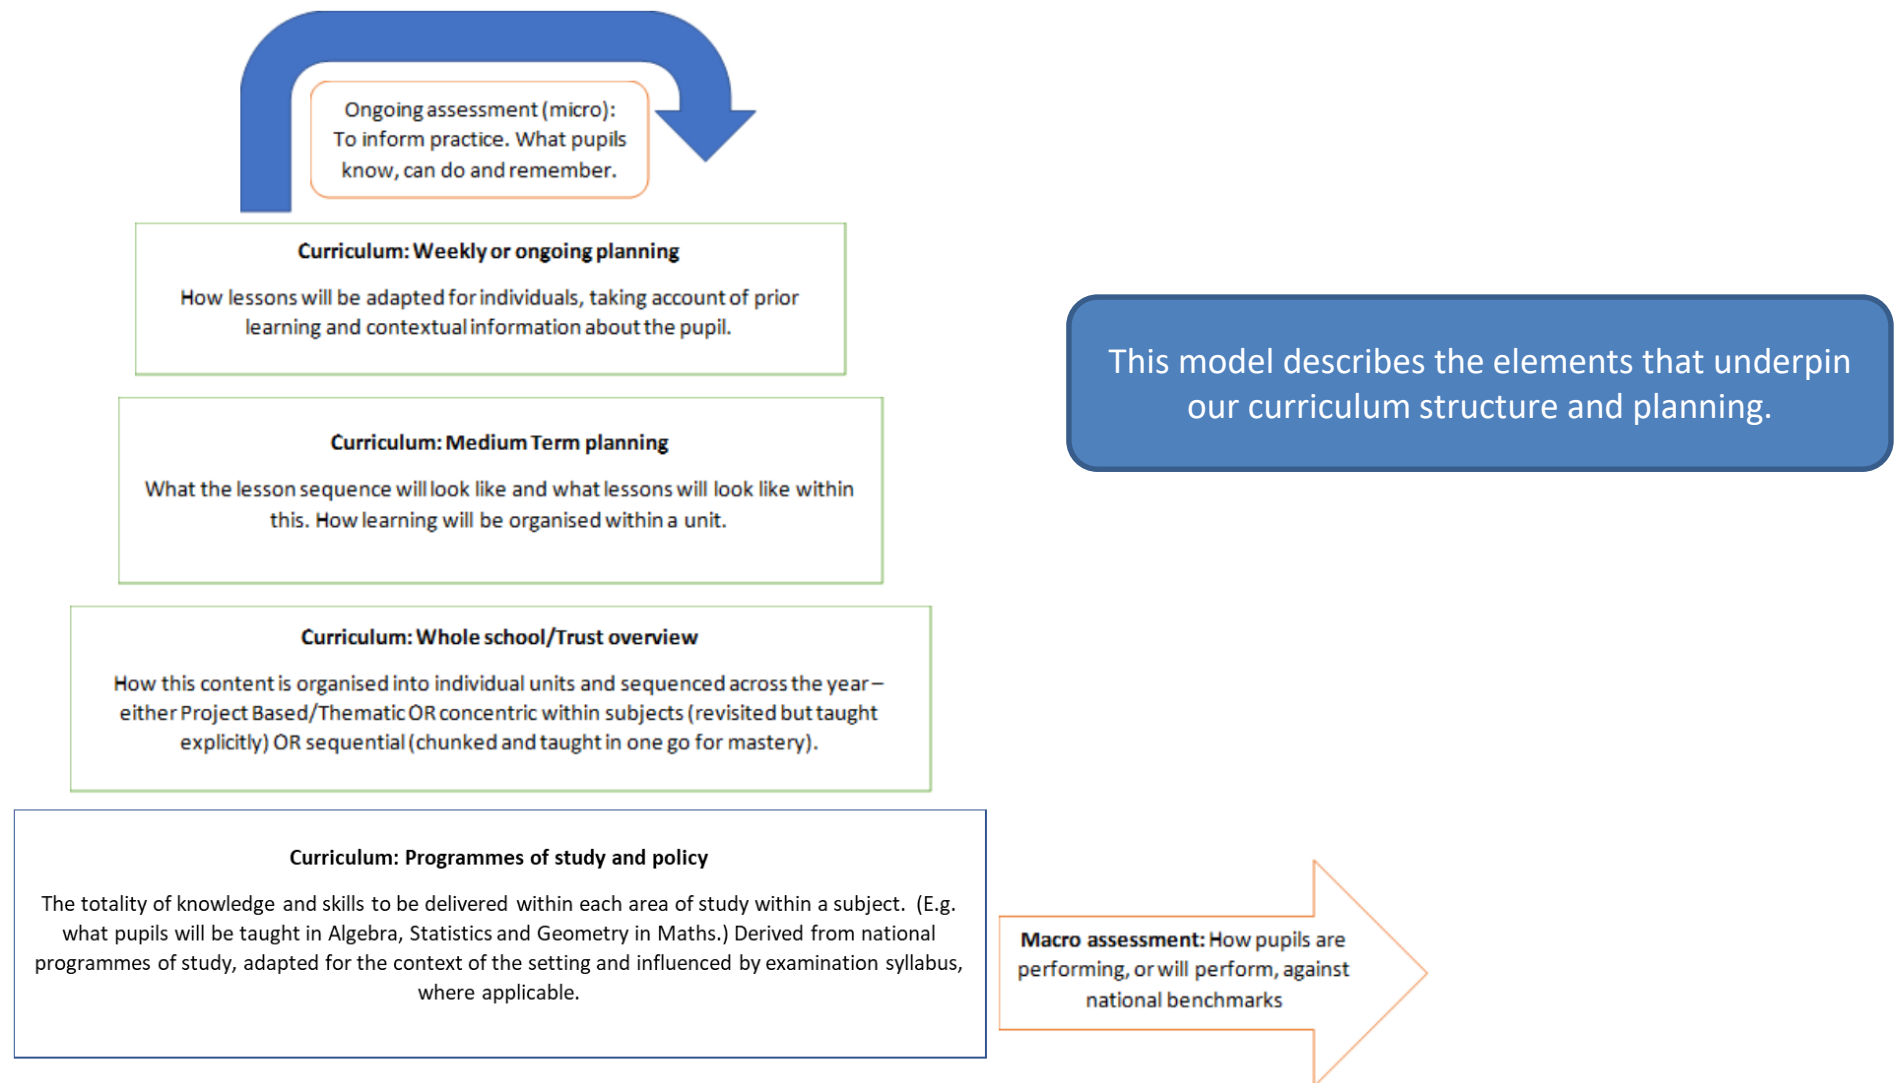 Ongoing assessment (micro):
To inform practice. What pupils
know, can do and remember.
Curriculum: Weekly or ongoing planning
How lessons will be adapted for individuals, taking account of prior
learning and contextual information about the pupil.
This model describes the elements that underpin
our curriculum structure and planning.
Curriculum: Medium Term planning
What the lesson sequence will look like and what lessons will look like within
this. How learning will be organised within a unit.
Curriculum: Whole school/Trust overview
How this content is organised into individual units and sequenced across the year –
either Project Based/Thematic OR concentric within subjects (revisited but taught
explicitly) OR sequential (chunked and taught in one go for mastery).
Curriculum: Programmes of study and policy
The totality of knowledge and skills to be delivered within each area of study within a subject. (E.g.
what pupils will be taught in Algebra, Statistics and Geometry in Maths.) Derived from national
programmes of study, adapted for the context of the setting and influenced by examination syllabus,
where applicable.
Macro assessment: How pupils are
performing, or will perform, against
national benchmarks